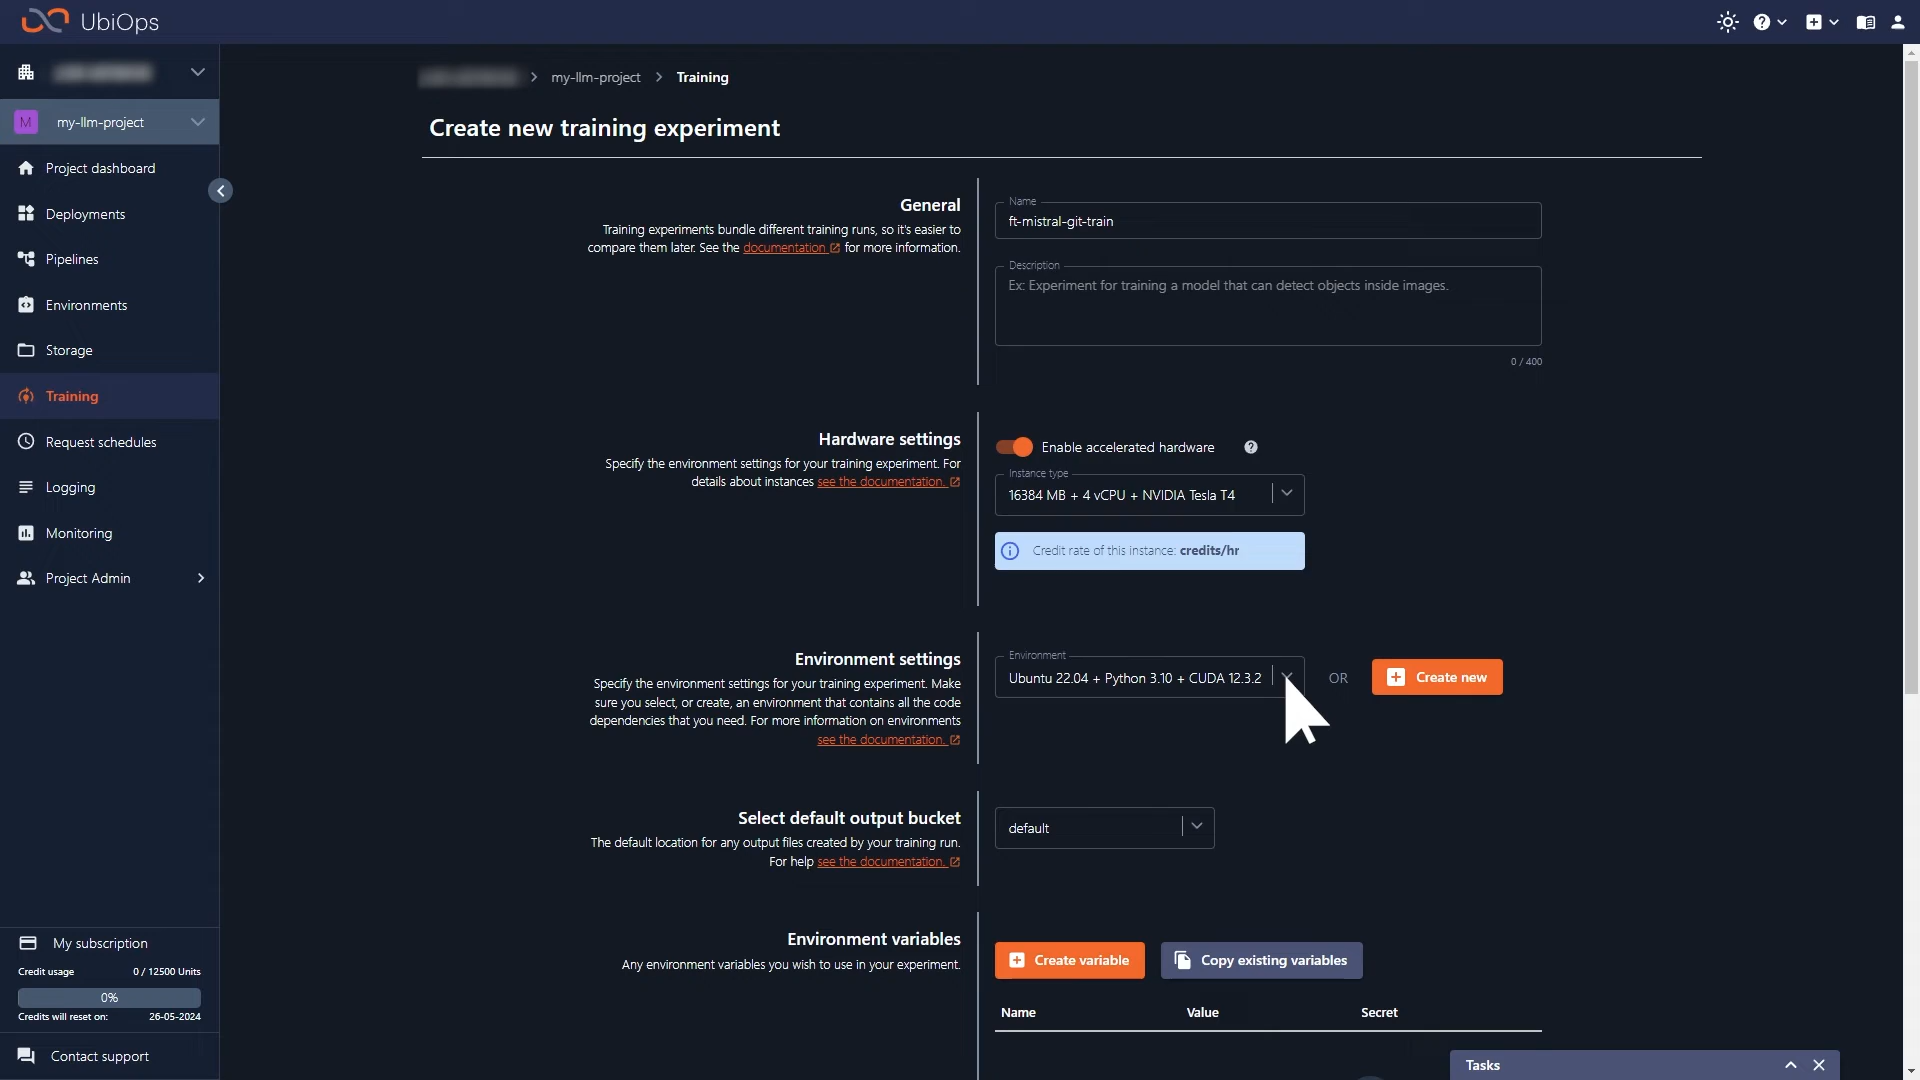 UbiOps
my-llm-project > Training
M my-llm-project
Project dashboard
Deployments
Pipelines
Environments
Storage
Training
Request schedules
Logging
Monitoring
Project Admin
My subscription
Credit usage 0 / 12500 Units
0%
Credits will reset on: 26-05-2024
Contact support
Create new training experiment
General
Training experiments bundle different training runs, so it's easier to
compare them later. See the documentation for more information.
Name
ft-mistral-git-train
Description
Ex: Experiment for training a model that can detect objects inside images.
0 / 400
Hardware settings
Specify the environment settings for your training experiment. For
details about instances see the documentation.
Enable accelerated hardware
Instance type
16384 MB + 4 vCPU + NVIDIA Tesla T4
Credit rate of this instance: credits/hr
Environment settings
Specify the environment settings for your training experiment. Make
sure you select, or create, an environment that contains all the code
dependencies that you need. For more information on environments
see the documentation.
Environment
Ubuntu 22.04 + Python 3.10 + CUDA 12.3.2
OR
Create new
Select default output bucket
The default location for any output files created by your training run.
For help see the documentation.
default
Environment variables
Any environment variables you wish to use in your experiment.
Create variable
Copy existing variables
Name Value Secret
Tasks